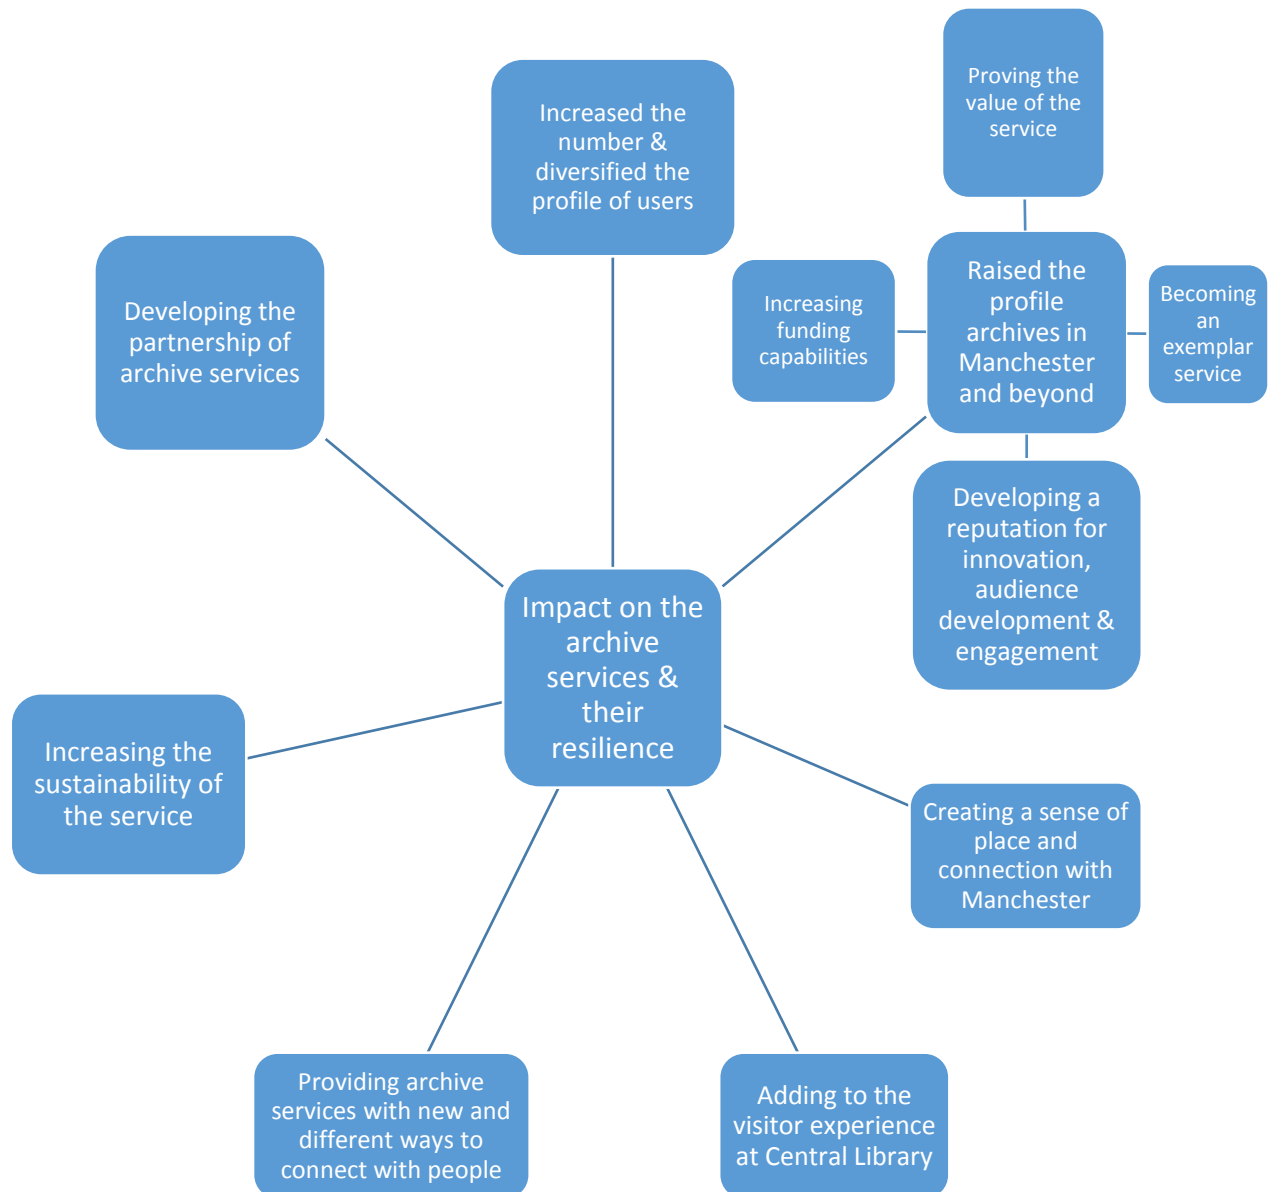 Proving the
value of the
service
Increased the
number &
diversified the
profile of users
Raised the
profile
archives in
Manchester
and beyond
Increasing
funding
capabilities
Becoming
an
exemplar
service
Developing the
partnership of
archive services
Developing a
reputation for
innovation,
audience
development &
engagement
Impact on the
archive
services &
their
resilience
Increasing the
sustainability of
the service
Creating a sense of
place and
connection with
Manchester
Providing archive
services with new and
different ways to
connect with people
Adding to the
visitor experience
at Central Library